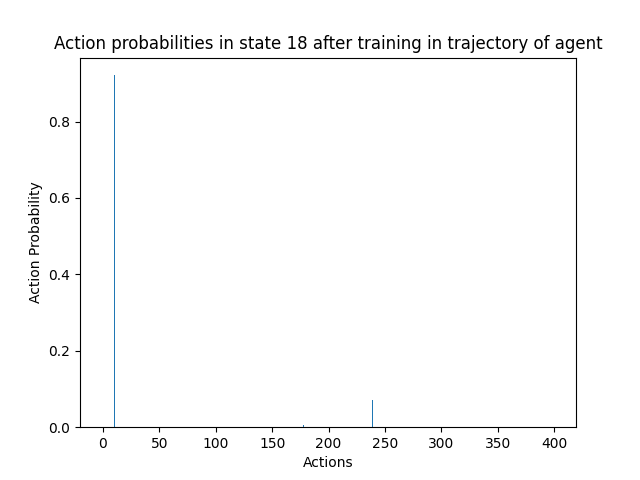 Action probabilities in state 18 after training in trajectory of agent
Action Probability
0.8
0.6
0.4
0.2
0.0
0 50 100 150 200 250 300 350 400
Actions